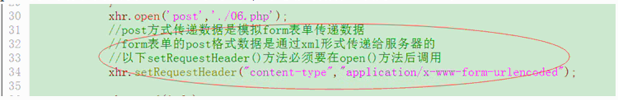 30 xhr.open('post','./06.php');
31 //post方式传递数据是模拟form表单传递数据
32 //form表单的post格式数据是通过xml形式传递给服务器的
33 //以下setRequestHeader()方法必须要在open()方法后调用
34 xhr.setRequestHeader("content-type","application/x-www-form-urlencoded");